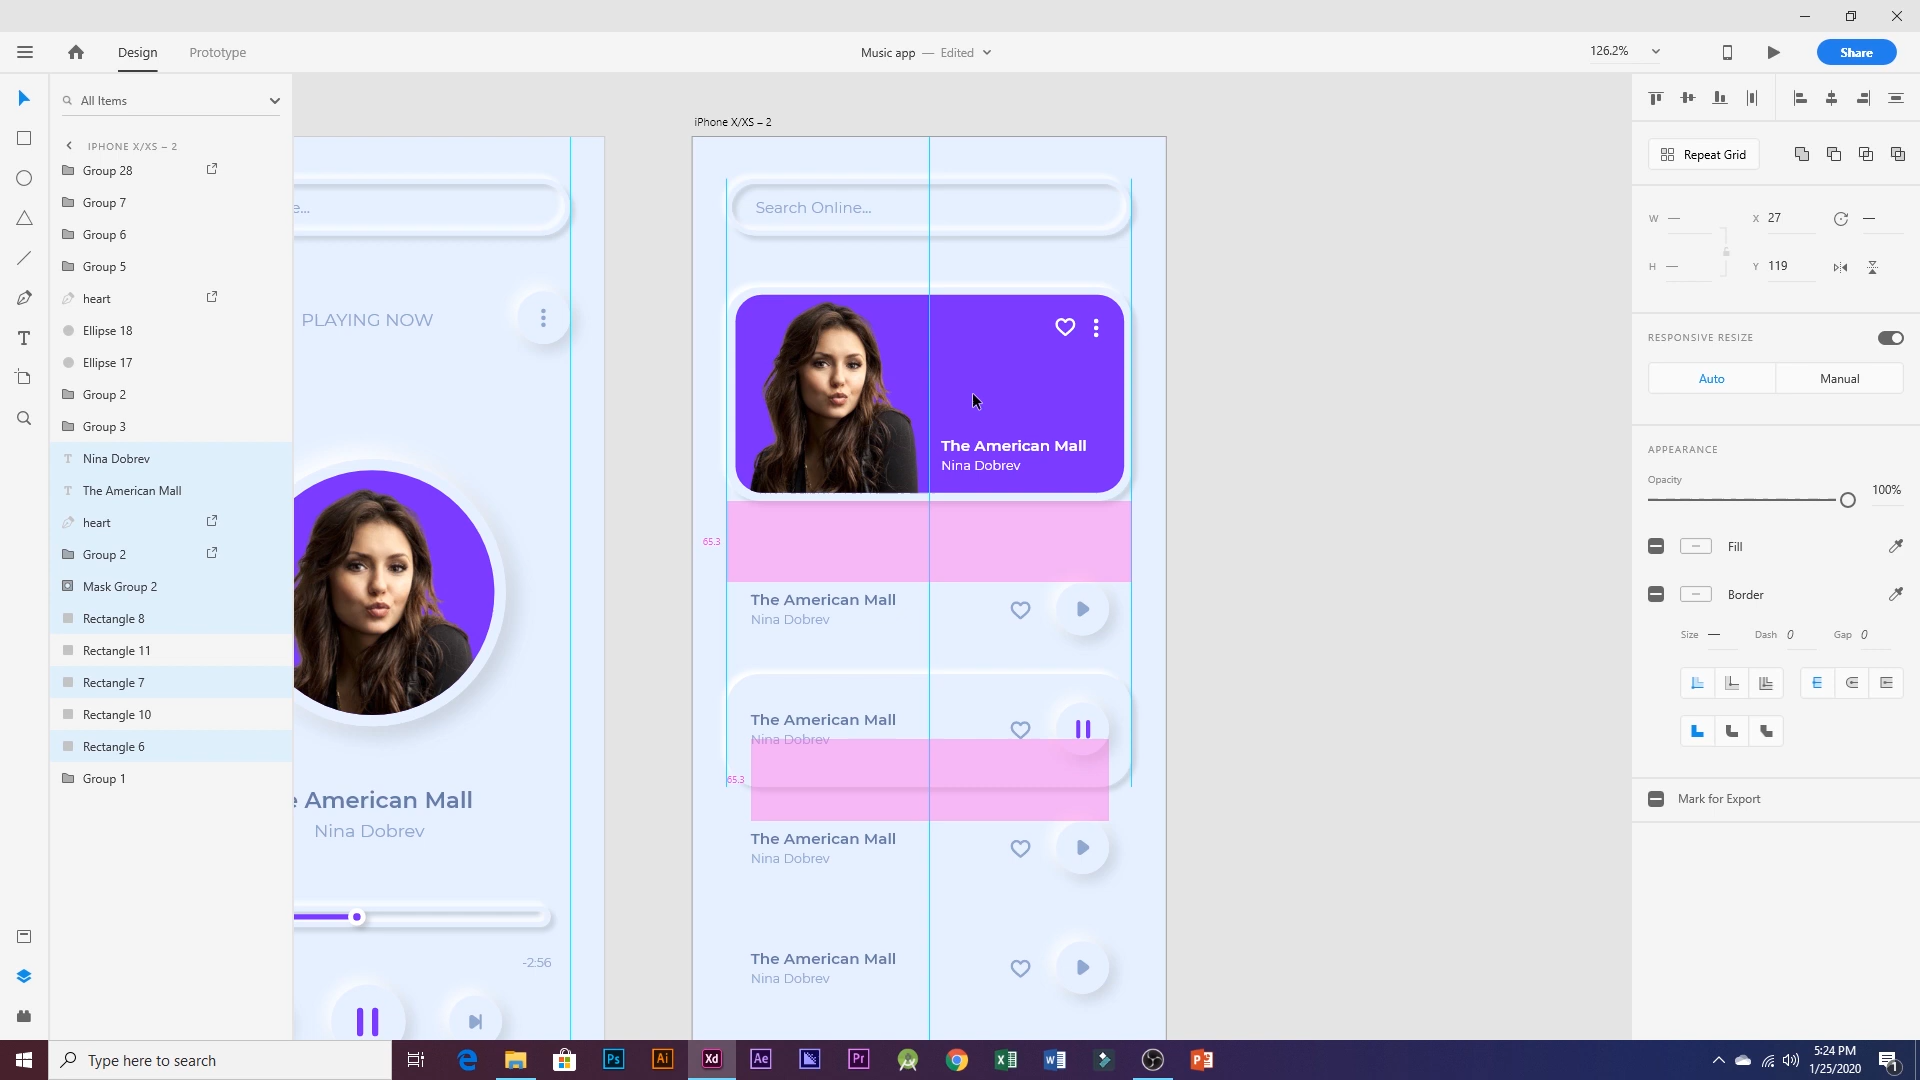 Design
Prototype
Music app — Edited
126.2%
Share
All Items
IPHONE X/XS – 2
Group 28
Group 7
Group 6
Group 5
heart
Ellipse 18
Ellipse 17
Group 2
Group 3
Nina Dobrev
The American Mall
heart
Group 2
Mask Group 2
Rectangle 8
Rectangle 11
Rectangle 7
Rectangle 10
Rectangle 6
Group 1
e...
PLAYING NOW
e American Mall
Nina Dobrev
-2:56
iPhone X/XS – 2
Search Online...
The American Mall
Nina Dobrev
65.3
The American Mall
Nina Dobrev
The American Mall
Nina Dobrev
65.3
The American Mall
Nina Dobrev
The American Mall
Nina Dobrev
Repeat Grid
W — X 27 —
H — Y 119
RESPONSIVE RESIZE
Auto Manual
APPEARANCE
Opacity
100%
Fill
Border
Size — Dash 0 Gap 0
Mark for Export
Type here to search
Ps
Ai
Xd
Ae
Pr
5:24 PM
1/25/2020
1